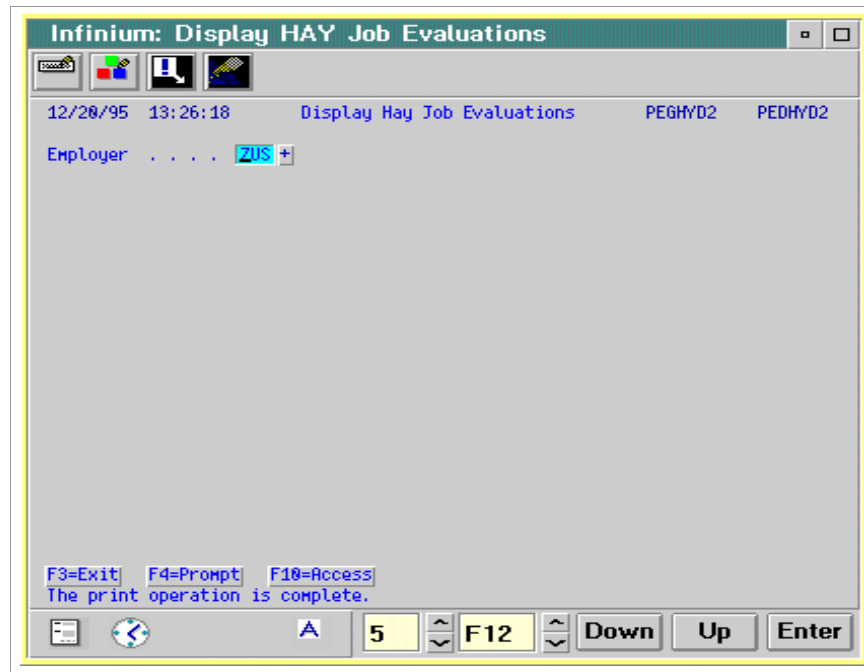 Infinium: Display HAY Job Evaluations
12/20/95 13:26:18 Display Hay Job Evaluations PEGHYD2 PEDHYD2
Employer . . . . ZUS +
F3=Exit F4=Prompt F10=Access
The print operation is complete.
A 5 F12 Down Up Enter